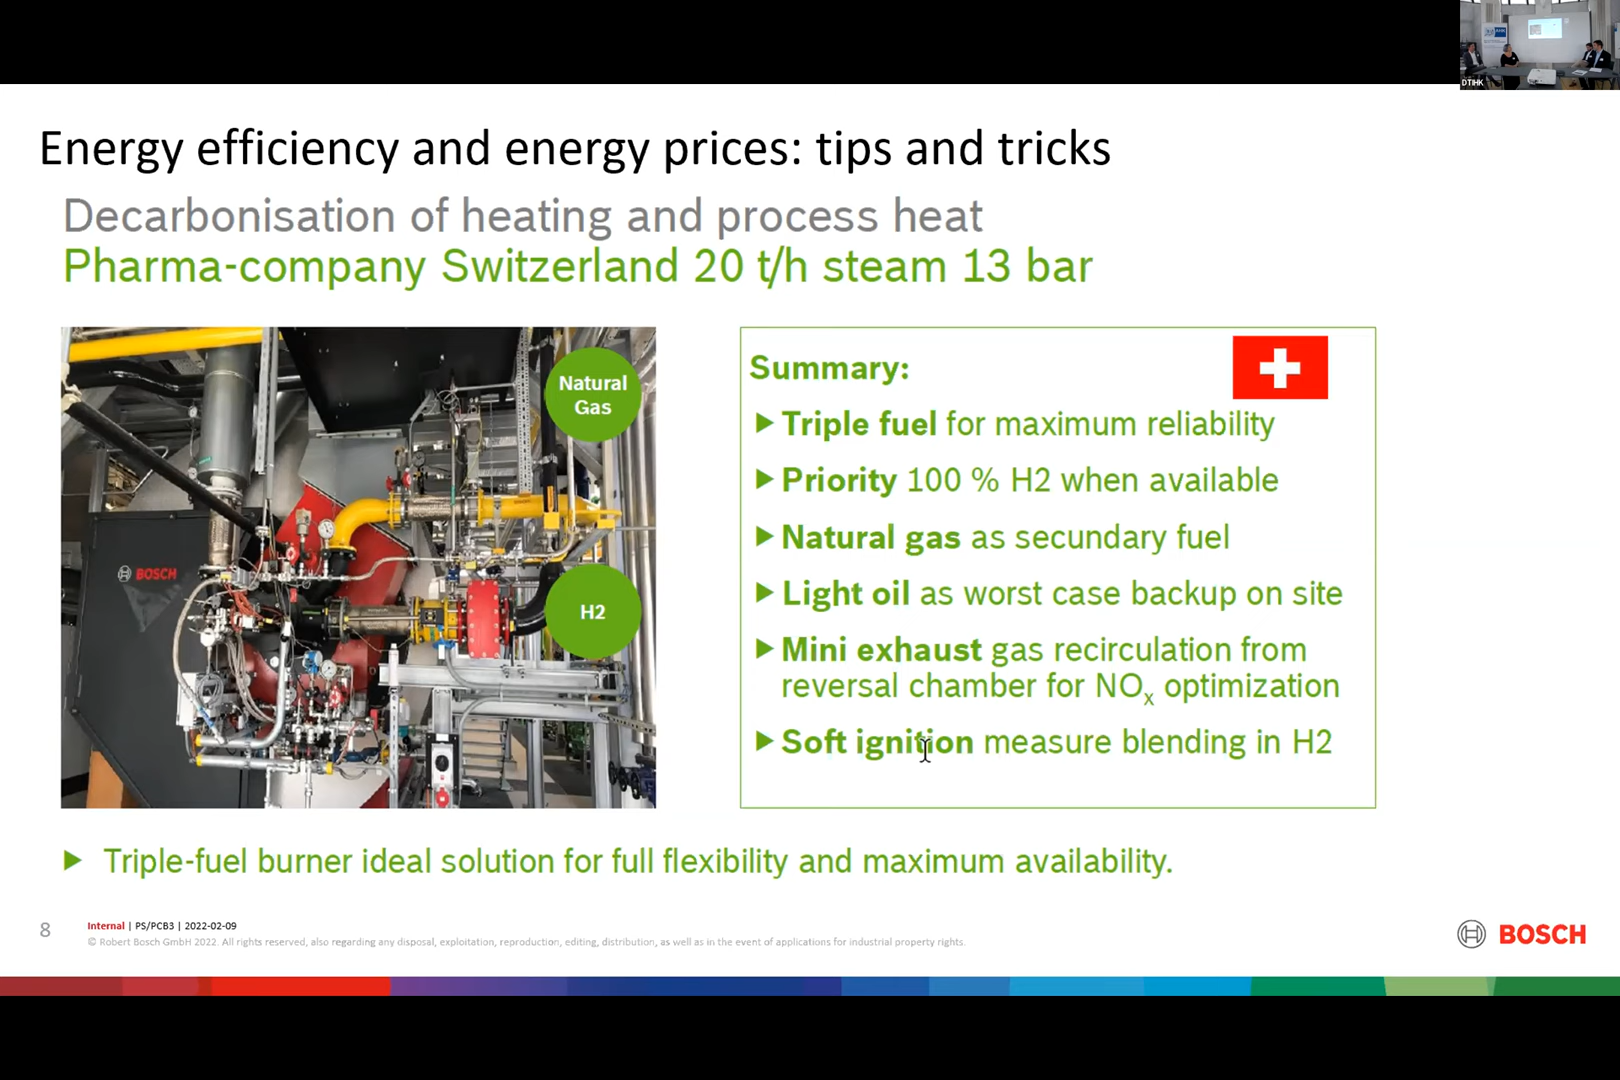 DTIHK
Energy efficiency and energy prices: tips and tricks
Decarbonisation of heating and process heat
Pharma-company Switzerland 20 t/h steam 13 bar
Natural
Gas
BOSCH
H2
Summary:
Triple fuel for maximum reliability
Priority 100 % H2 when available
Natural gas as secundary fuel
Light oil as worst case backup on site
Mini exhaust gas recirculation from
reversal chamber for NOx optimization
Soft ignition measure blending in H2
Triple-fuel burner ideal solution for full flexibility and maximum availability.
8
Internal | PS/PCB3 | 2022-02-09
© Robert Bosch GmbH 2022. All rights reserved, also regarding any disposal, exploitation, reproduction, editing, distribution, as well as in the event of applications for industrial property rights.
BOSCH